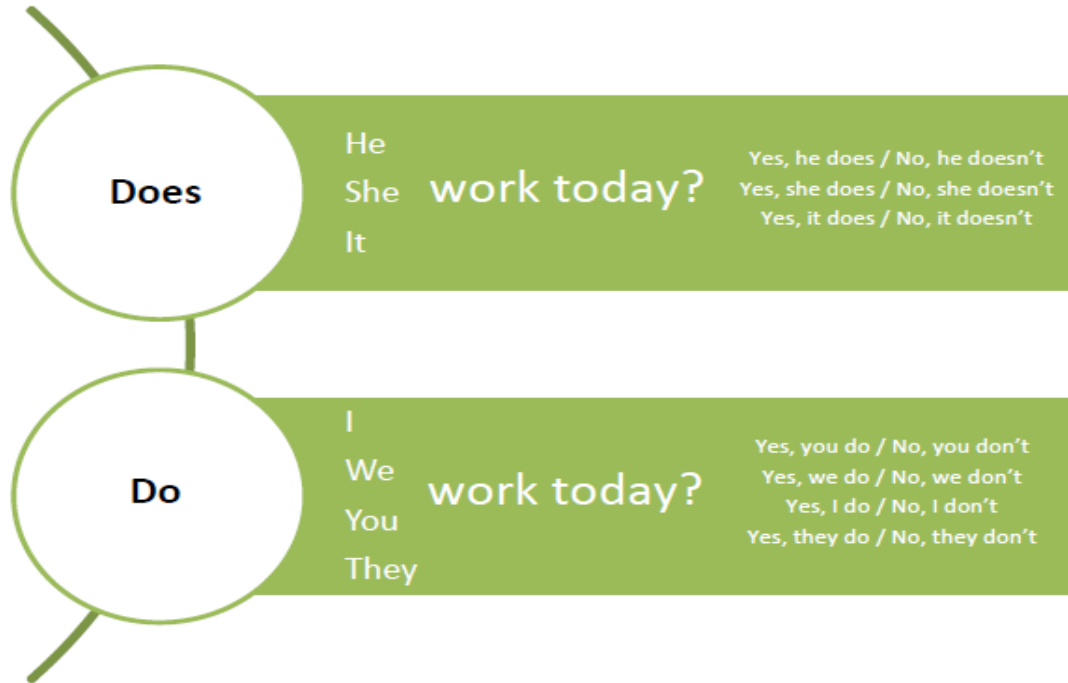 Does
He
She
It
work today?
Yes, he does / No, he doesn’t
Yes, she does / No, she doesn’t
Yes, it does / No, it doesn’t
Do
I
We
You
They
work today?
Yes, you do / No, you don’t
Yes, we do / No, we don’t
Yes, I do / No, I don’t
Yes, they do / No, they don’t